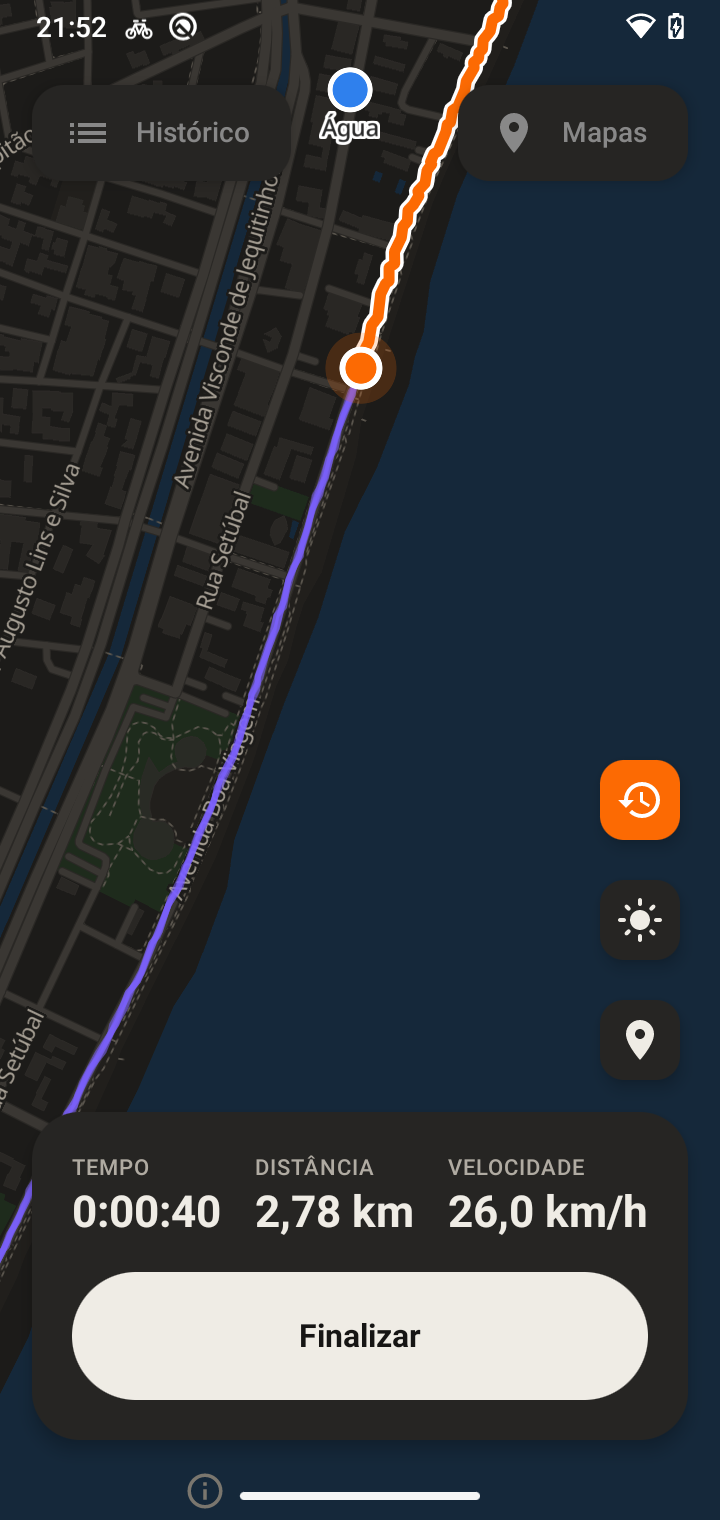 21:52
Água
Histórico
Mapas
Avenida Visconde de Jequitinho
Augusto Lins e Silva
Rua Setúbal
Avenida Boa Viagem
Setúbal
TEMPO
DISTÂNCIA
VELOCIDADE
0:00:40
2,78 km
26,0 km/h
Finalizar